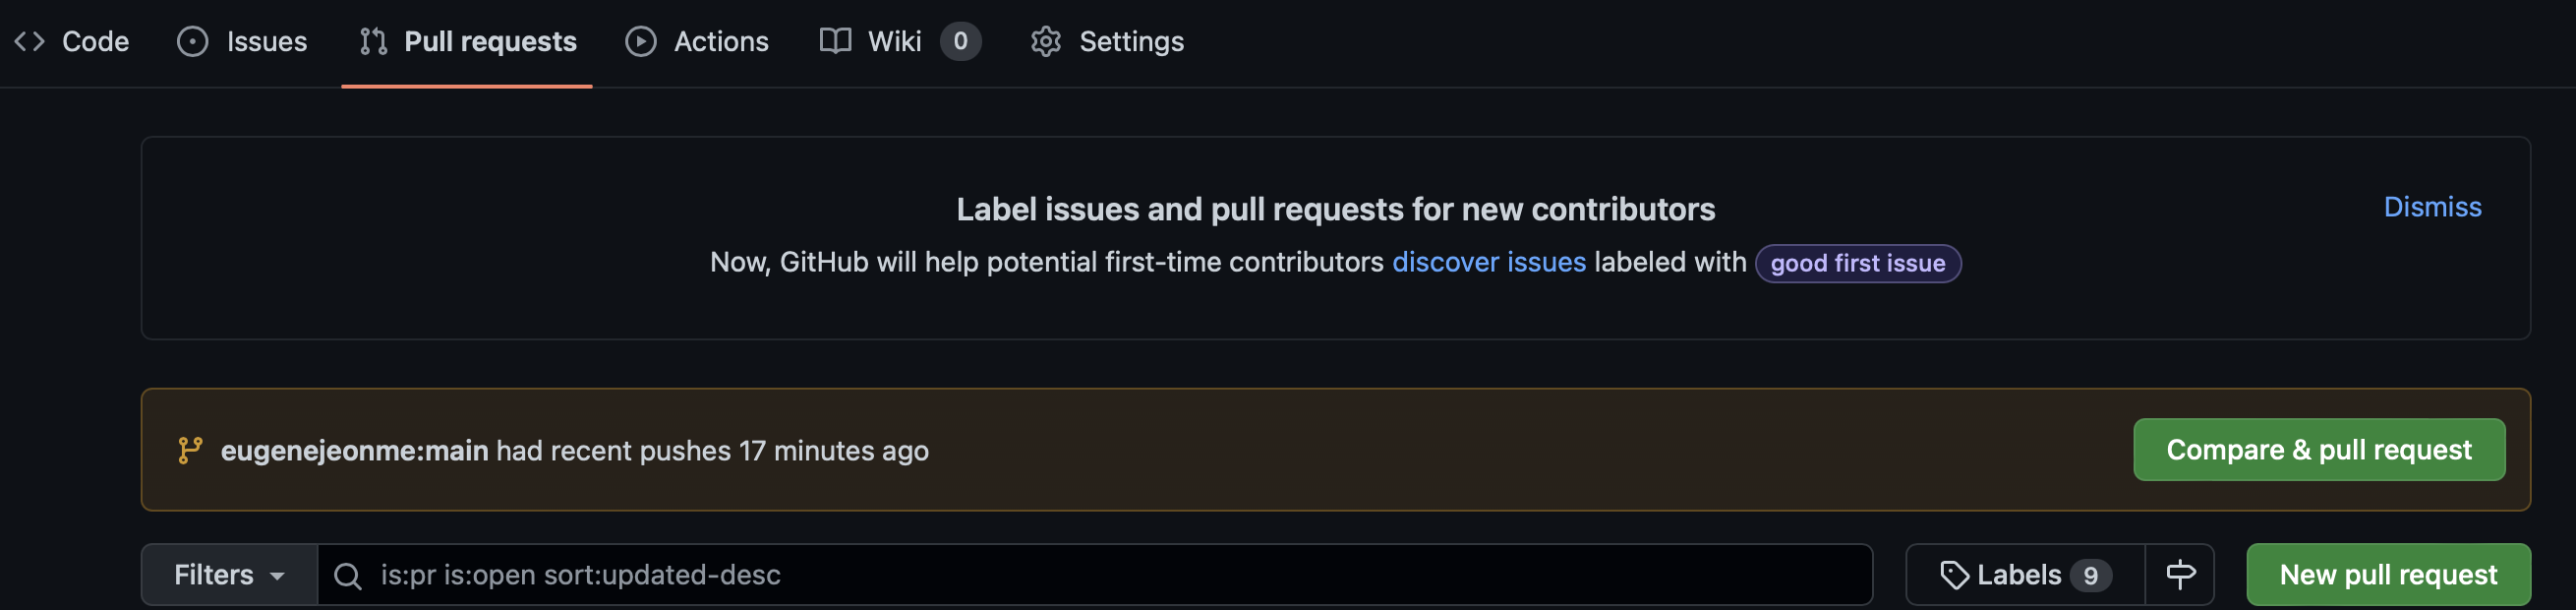 Code Issues Pull requests Actions Wiki 0 Settings
Label issues and pull requests for new contributors
Dismiss
Now, GitHub will help potential first-time contributors discover issues labeled with good first issue
eugenejeonme:main had recent pushes 17 minutes ago
Compare & pull request
Filters is:pr is:open sort:updated-desc Labels 9 New pull request